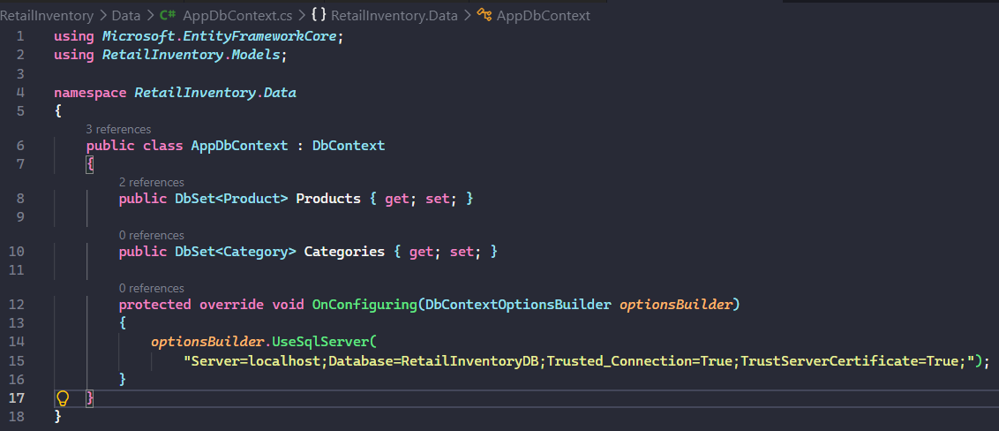 RetailInventory > Data > C# AppDbContext.cs > { } RetailInventory.Data > AppDbContext
1 using Microsoft.EntityFrameworkCore;
2 using RetailInventory.Models;
3
4 namespace RetailInventory.Data
5 {
3 references
6 public class AppDbContext : DbContext
7 {
2 references
8 public DbSet<Product> Products { get; set; }
9
0 references
10 public DbSet<Category> Categories { get; set; }
11
0 references
12 protected override void OnConfiguring(DbContextOptionsBuilder optionsBuilder)
13 {
14 optionsBuilder.UseSqlServer(
15 "Server=localhost;Database=RetailInventoryDB;Trusted_Connection=True;TrustServerCertificate=True;");
16 }
17 }
18 }